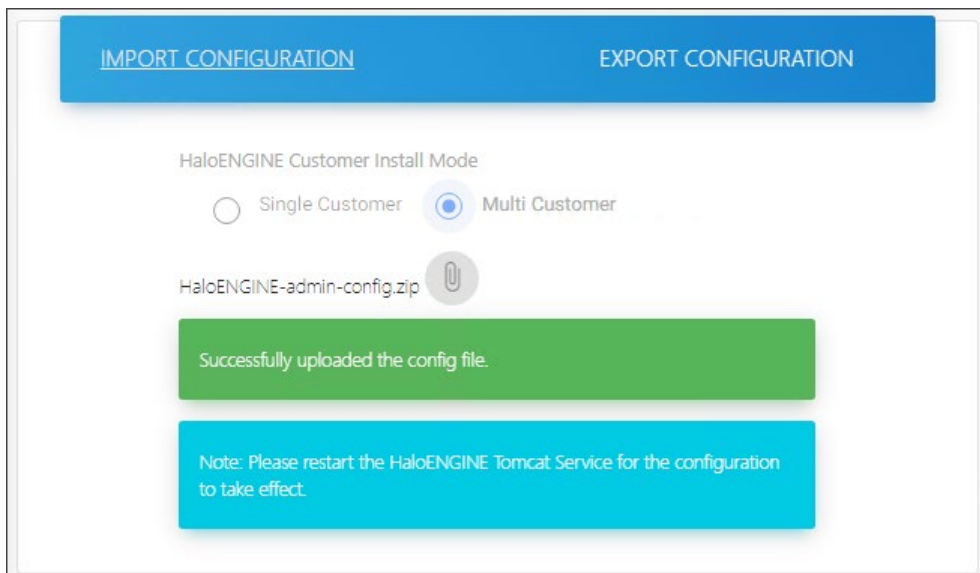 IMPORT CONFIGURATION EXPORT CONFIGURATION
HaloENGINE Customer Install Mode
Single Customer Multi Customer
HaloENGINE-admin-config.zip
Successfully uploaded the config file.
Note: Please restart the HaloENGINE Tomcat Service for the configuration
to take effect.